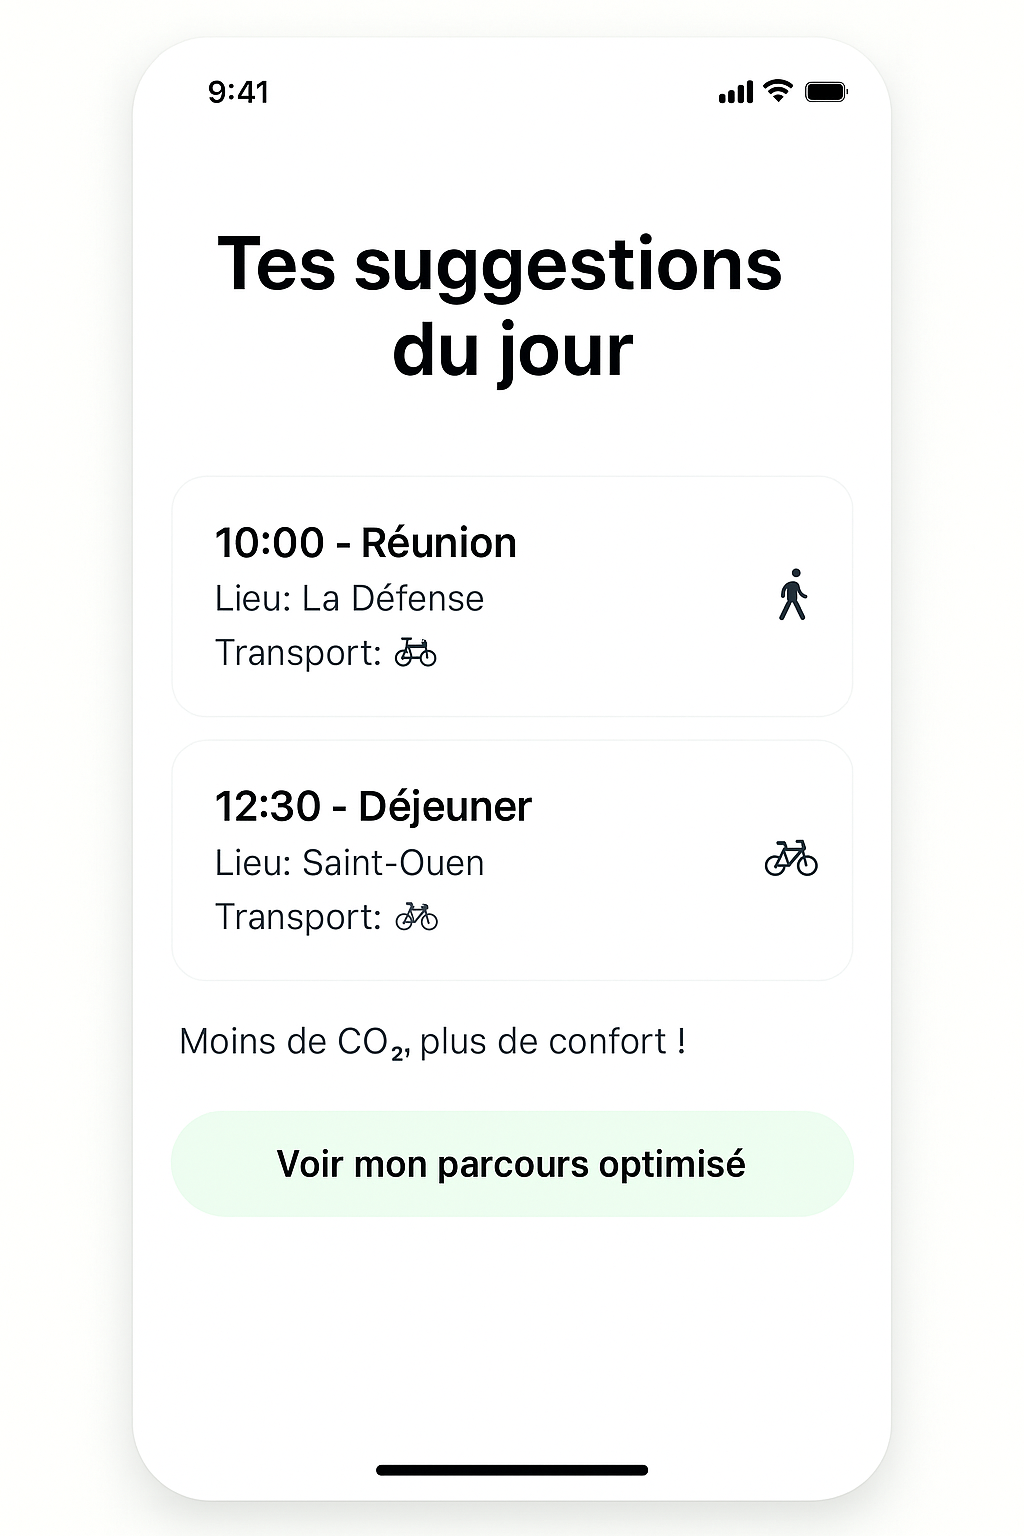 9:41
Tes suggestions
du jour
10:00 - Réunion
Lieu: La Défense
Transport:
12:30 - Déjeuner
Lieu: Saint-Ouen
Transport:
Moins de CO₂, plus de confort !
Voir mon parcours optimisé